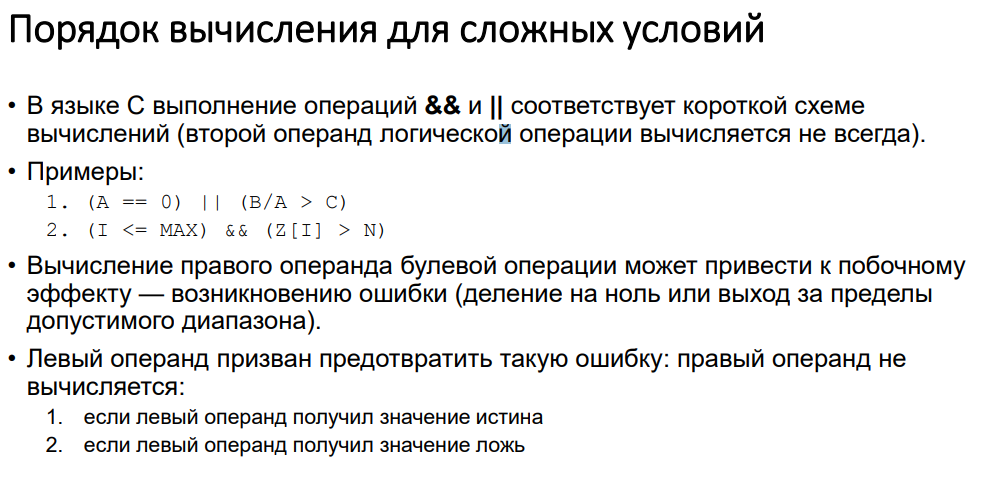 Порядок вычисления для сложных условий
• В языке C выполнение операций && и || соответствует короткой схеме
вычислений (второй операнд логической операции вычисляется не всегда).
• Примеры:
1. (A == 0) || (B/A > C)
2. (I <= MAX) && (Z[I] > N)
• Вычисление правого операнда булевой операции может привести к побочному
эффекту — возникновению ошибки (деление на ноль или выход за пределы
допустимого диапазона).
• Левый операнд призван предотвратить такую ошибку: правый операнд не
вычисляется:
1. если левый операнд получил значение истина
2. если левый операнд получил значение ложь